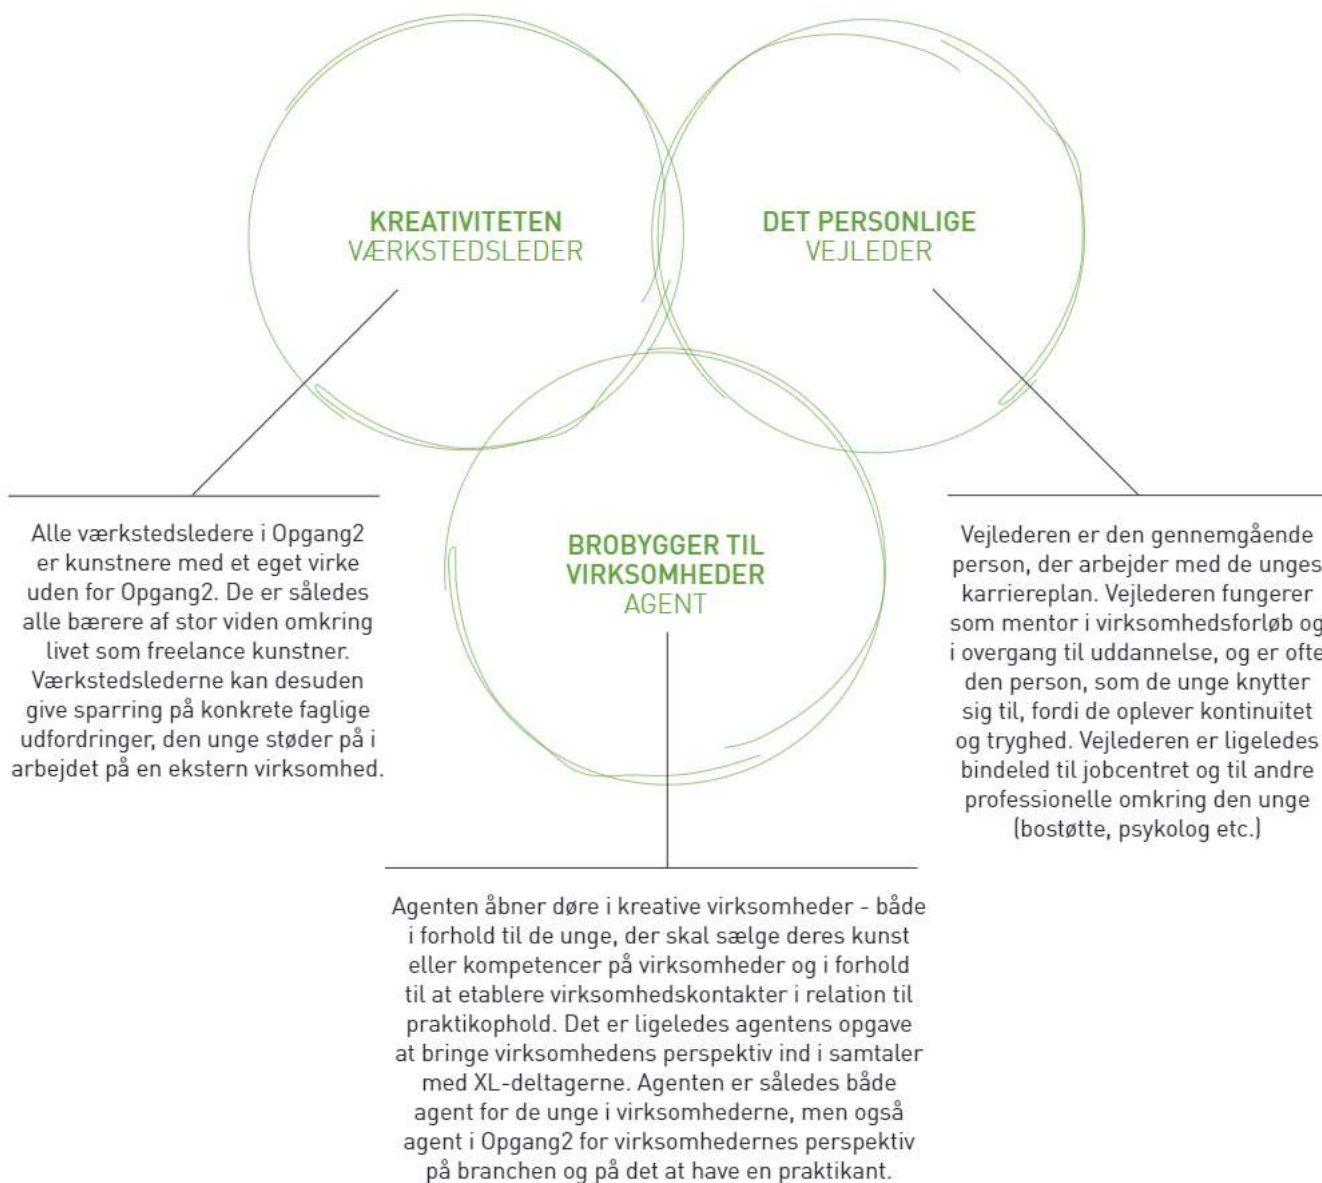 KREATIVITETEN
VÆRKSTEDSLEDER
DET PERSONLIGE
VEJLEDER
BROBYGGER TIL
VIRKSOMHEDER
AGENT
Alle værkstedsledere i Opgang2
er kunstnere med et eget virke
uden for Opgang2. De er således
alle bærere af stor viden omkring
livet som freelance kunstner.
Værkstedslederne kan desuden
give sparring på konkrete faglige
udfordringer, den unge støder på i
arbejdet på en ekstern virksomhed.
Vejlederen er den gennemgående
person, der arbejder med de unges
karriereplan. Vejlederen fungerer
som mentor i virksomhedsforløb og
i overgang til uddannelse, og er ofte
den person, som de unge knytter
sig til, fordi de oplever kontinuitet
og tryghed. Vejlederen er ligeledes
bindeled til jobcentret og til andre
professionelle omkring den unge
(bostøtte, psykolog etc.)
Agenten åbner døre i kreative virksomheder - både
i forhold til de unge, der skal sælge deres kunst
eller kompetencer på virksomheder og i forhold
til at etablere virksomhedskontakter i relation til
praktikophold. Det er ligeledes agentens opgave
at bringe virksomhedens perspektiv ind i samtaler
med XL-deltagerne. Agenten er således både
agent for de unge i virksomhederne, men også
agent i Opgang2 for virksomhedernes perspektiv
på branchen og på det at have en praktikant.